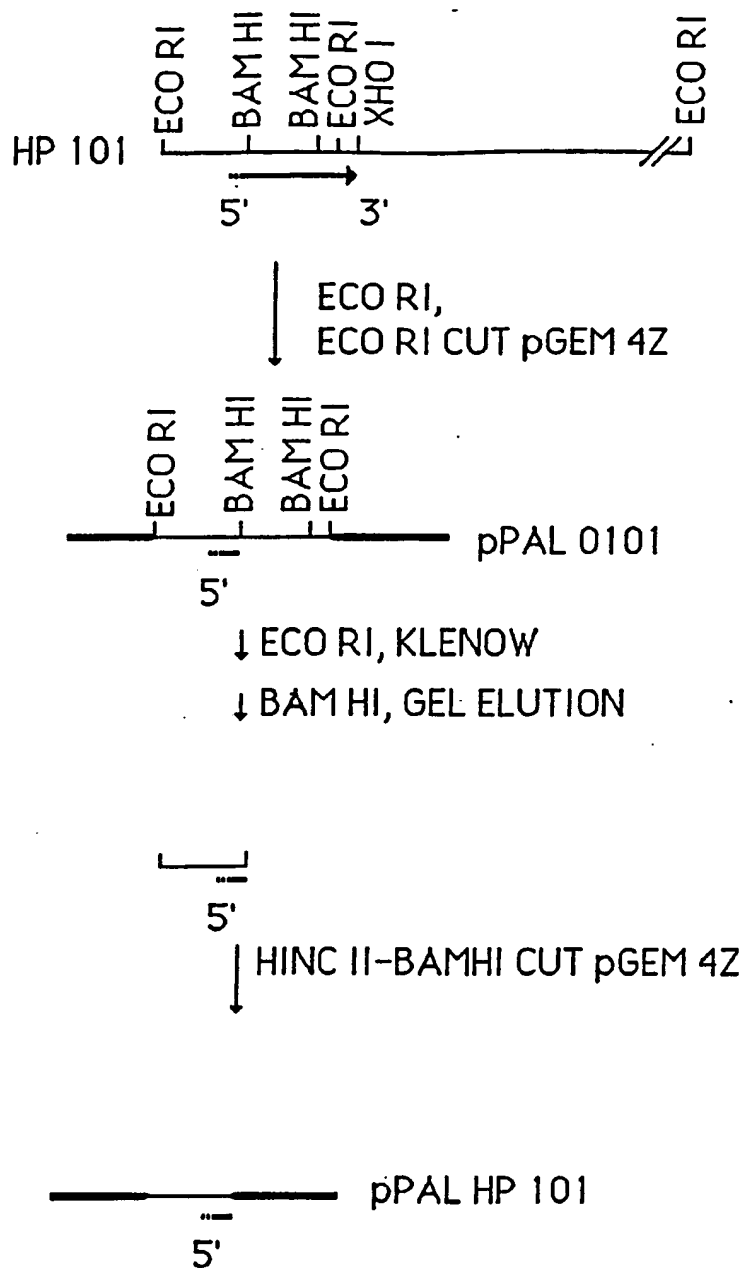 ECO RI
BAM HI
BAM HI
ECO RI
XHO I
ECO RI
HP 101
5' 3'
ECO RI,
ECO RI CUT pGEM 4Z
ECO RI
BAM HI
BAM HI
ECO RI
pPAL 0101
5'
ECO RI, KLENOW
BAM HI, GEL ELUTION
5'
HINC II-BAMHI CUT pGEM 4Z
pPAL HP 101
5'